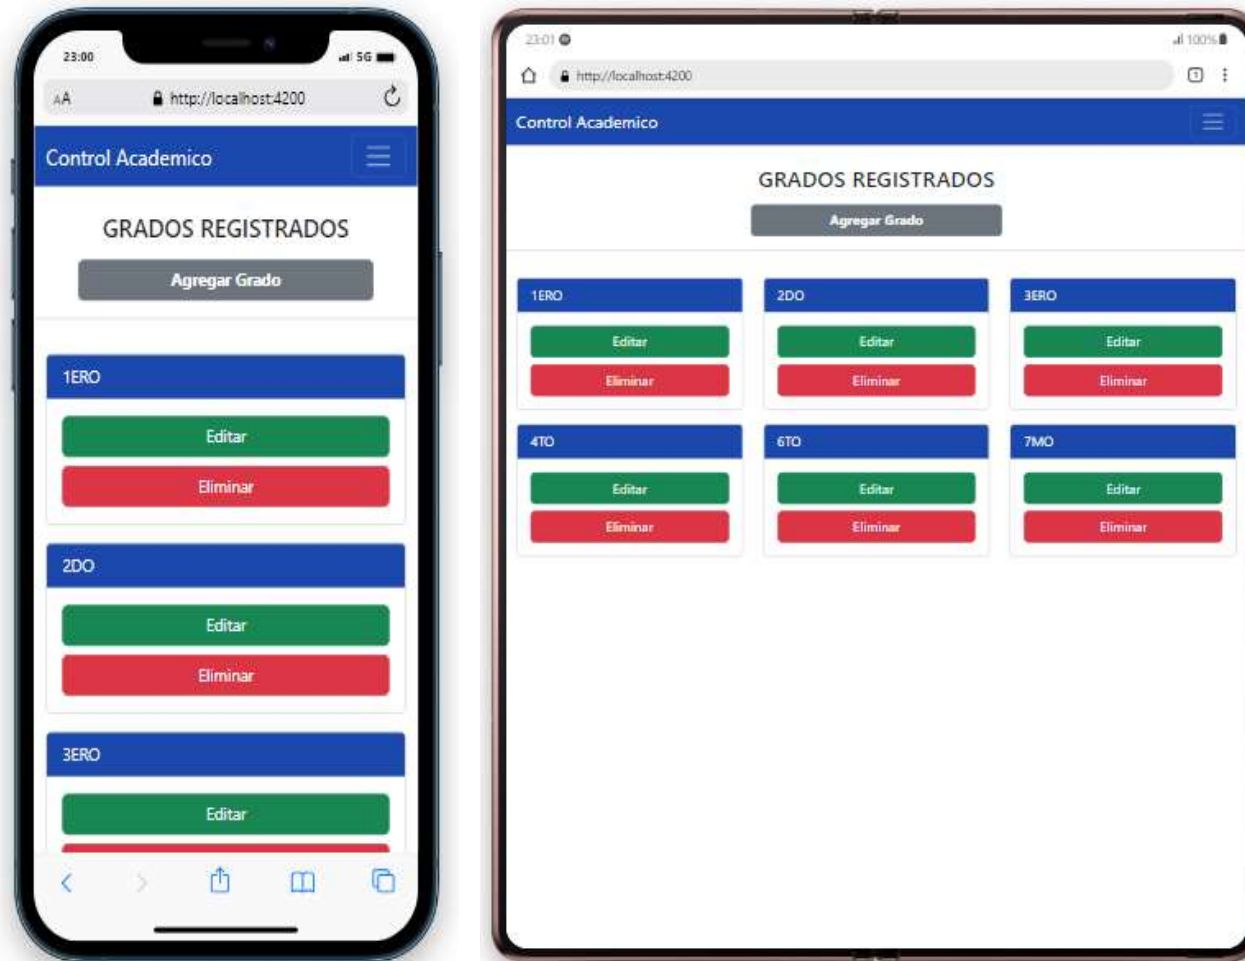 23:00
5G
AA http://localhost:4200
Control Academico
GRADOS REGISTRADOS
Agregar Grado
1ERO
Editar
Eliminar
2DO
Editar
Eliminar
3ERO
Editar
23:01 100%
http://localhost:4200 1
Control Academico
GRADOS REGISTRADOS
Agregar Grado
1ERO 2DO 3ERO
Editar Editar Editar
Eliminar Eliminar Eliminar
4TO 6TO 7MO
Editar Editar Editar
Eliminar Eliminar Eliminar